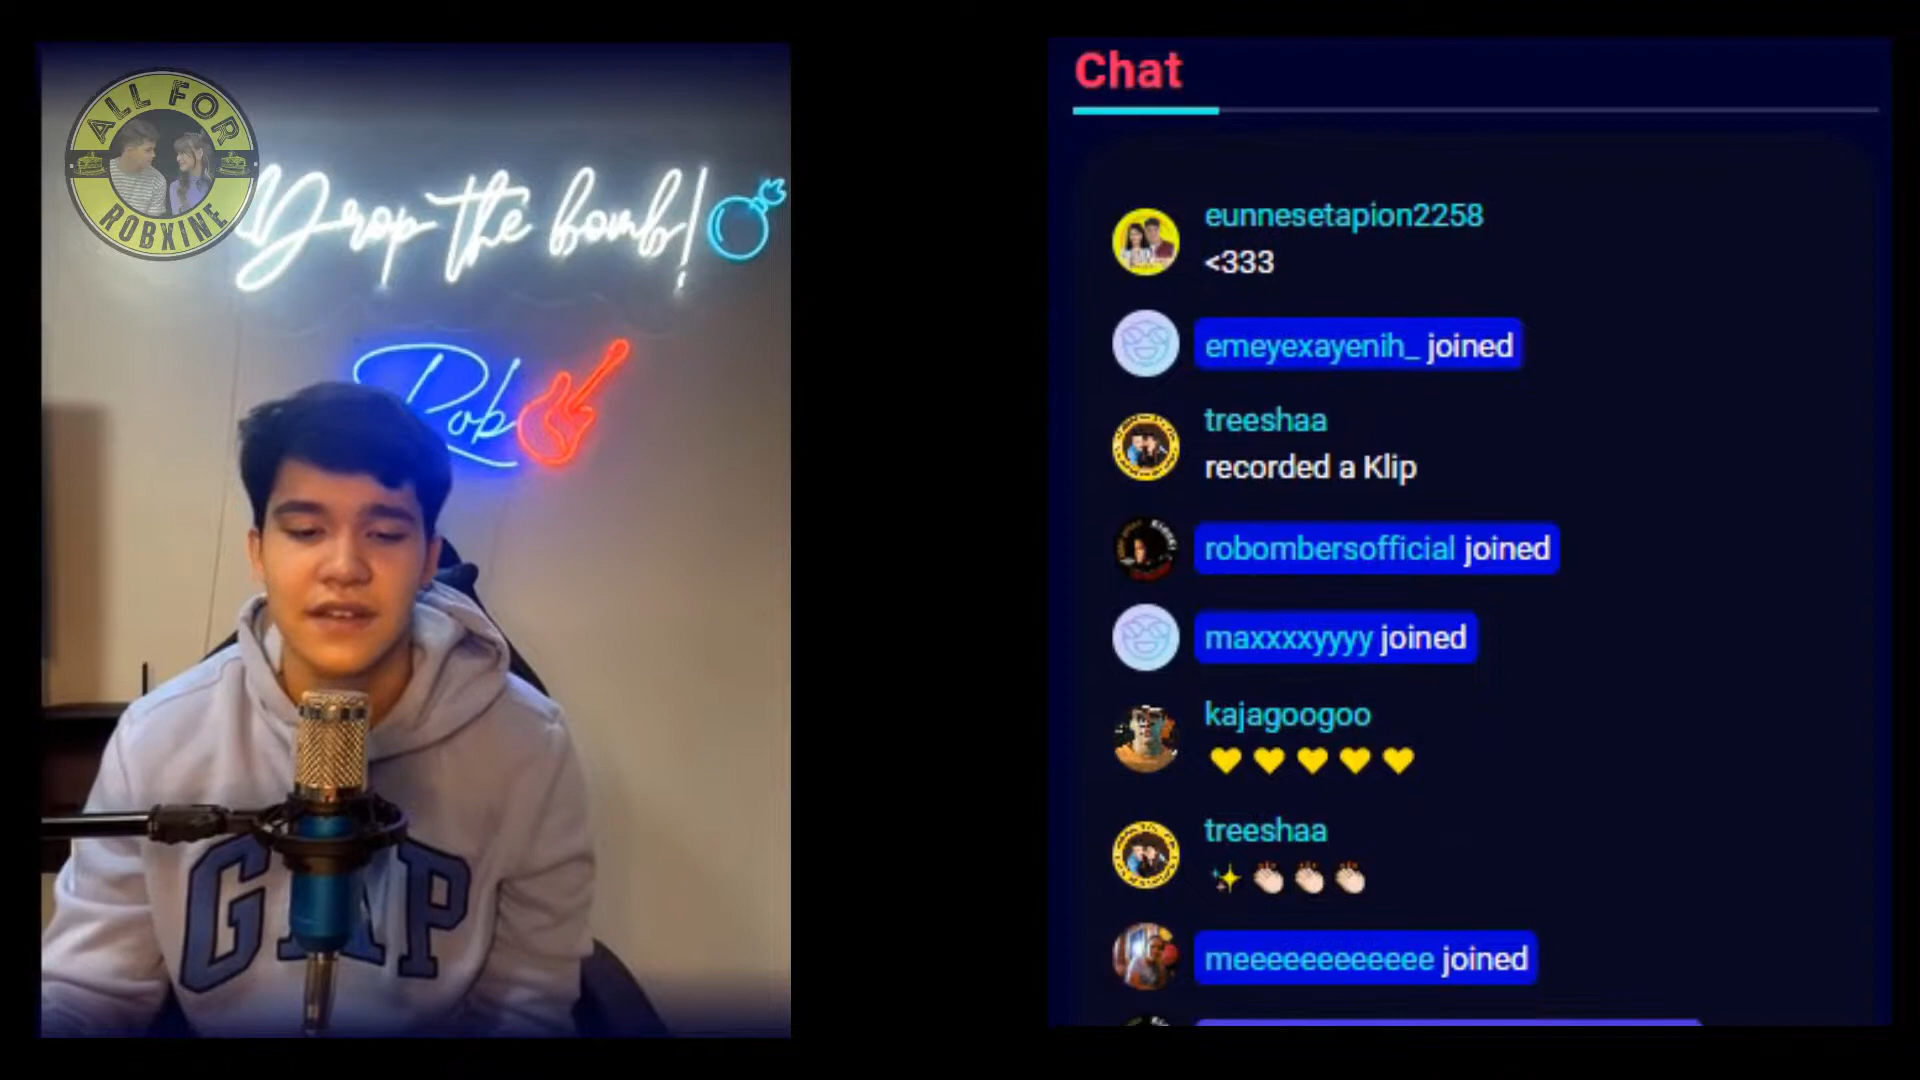 ALL FOR
ROBXINE
Drop the bomb!
Rob
GAP
Chat
eunnesetapion2258
<333
emeyexayenih_ joined
treeshaa
recorded a Klip
robombersofficial joined
maxxxxyyyy joined
kajagoogoo
💛 💛 💛 💛 💛
treeshaa
✨👏🏻👏🏻👏🏻
meeeeeeeeeeee joined